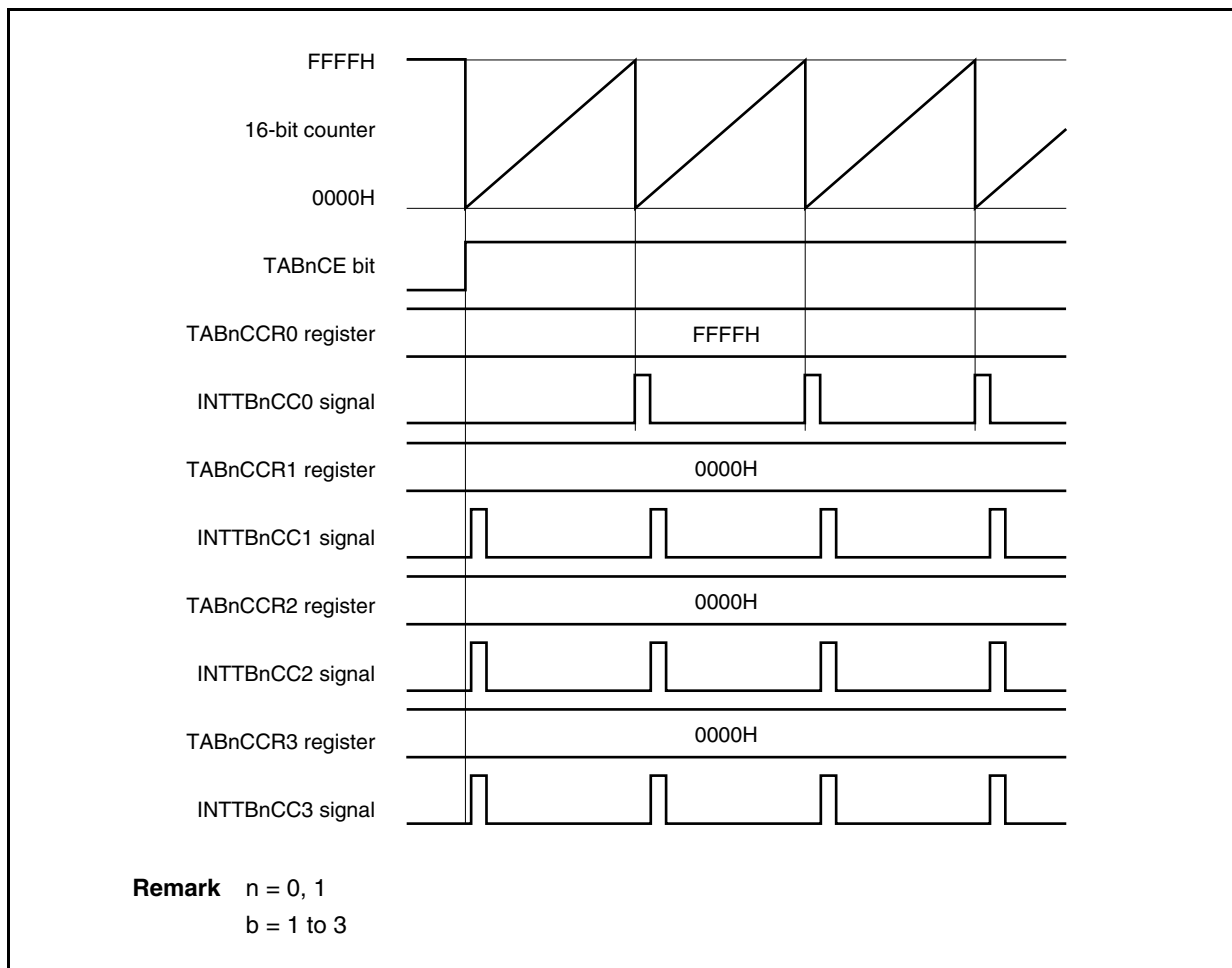 FFFFH
16-bit counter
0000H
TABnCE bit
TABnCCR0 register
FFFFH
INTTBnCC0 signal
TABnCCR1 register
0000H
INTTBnCC1 signal
TABnCCR2 register
0000H
INTTBnCC2 signal
TABnCCR3 register
0000H
INTTBnCC3 signal
Remark n = 0, 1
b = 1 to 3